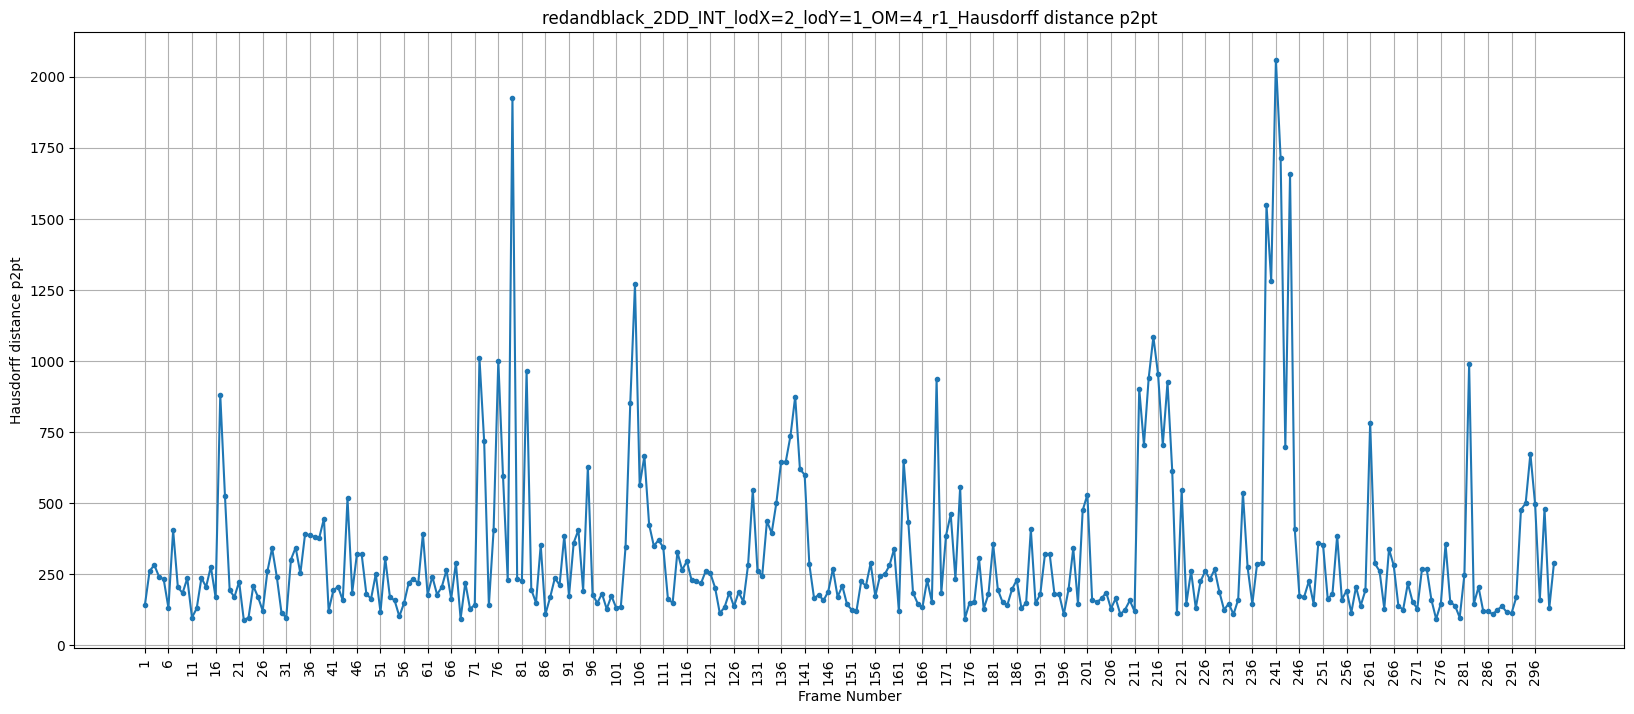 redandblack_2DD_INT_lodX=2_lodY=1_OM=4_r1_Hausdorff distance p2pt
Hausdorff distance p2pt
2000
1750
1500
1250
1000
750
500
250
0
1 6 11 16 21 26 31 36 41 46 51 56 61 66 71 76 81 86 91 96 101 106 111 116 121 126 131 136 141 146 151 156 161 166 171 176 181 186 191 196 201 206 211 216 221 226 231 236 241 246 251 256 261 266 271 276 281 286 291 296
Frame Number